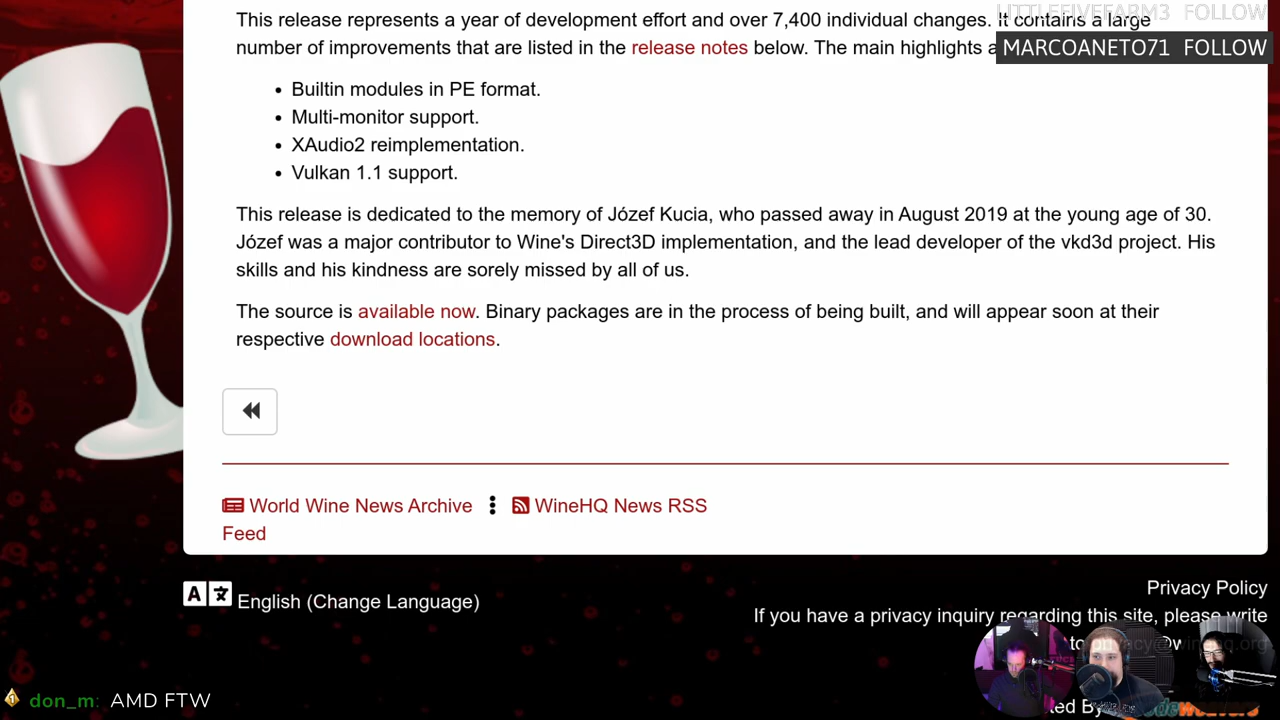 LITTLEFIVEFARM3 FOLLOW
This release represents a year of development effort and over 7,400 individual changes. It contains a large
number of improvements that are listed in the release notes below. The main highlights a
MARCOANETO71 FOLLOW
• Builtin modules in PE format.
• Multi-monitor support.
• XAudio2 reimplementation.
• Vulkan 1.1 support.
This release is dedicated to the memory of Józef Kucia, who passed away in August 2019 at the young age of 30.
Józef was a major contributor to Wine's Direct3D implementation, and the lead developer of the vkd3d project. His
skills and his kindness are sorely missed by all of us.
The source is available now. Binary packages are in the process of being built, and will appear soon at their
respective download locations.
World Wine News Archive WineHQ News RSS
Feed
A
English (Change Language)
Privacy Policy
If you have a privacy inquiry regarding this site, please write
to
don_m: AMD FTW
ted By